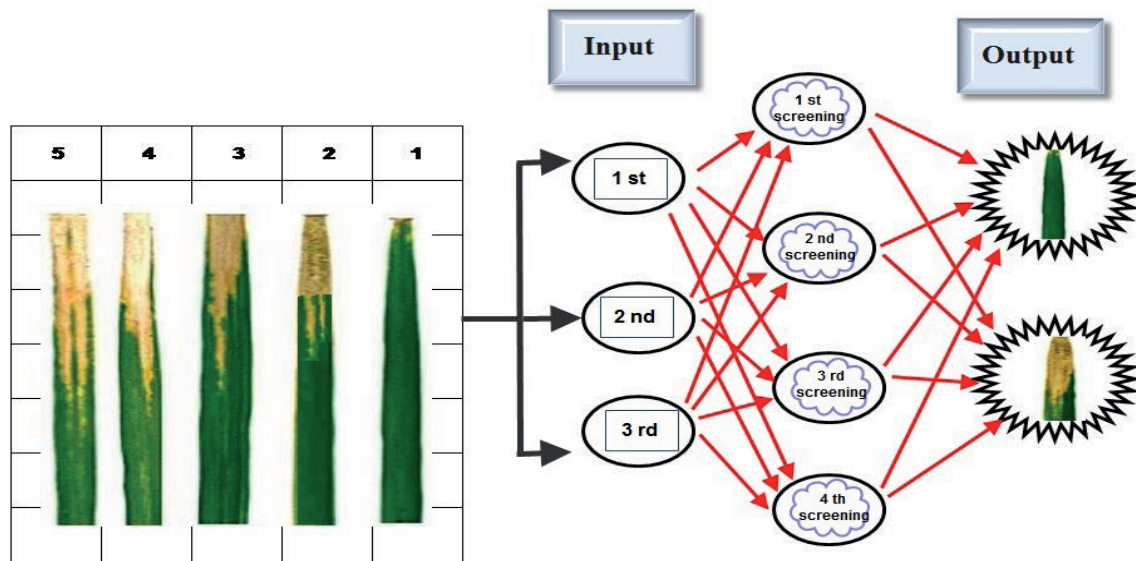 Input
Output
5 4 3 2 1
1 st
2 nd
3 rd
1 st
screening
2 nd
screening
3 rd
screening
4 th
screening